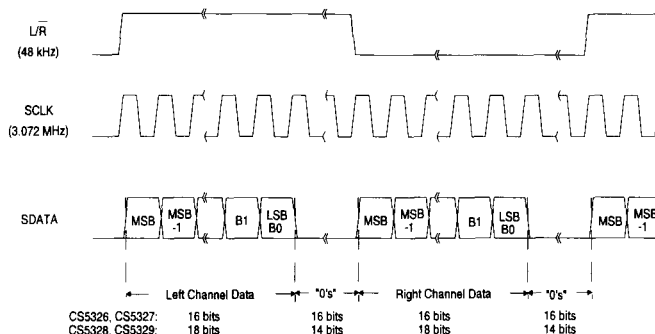 L/R
(48 kHz)
SCLK
(3.072 MHz)
SDATA
MSB
MSB
-1
B1
LSB
B0
MSB
MSB
-1
B1
LSB
B0
MSB
MSB
-1
Left Channel Data
"0's"
Right Channel Data
"0's"
CS5326, CS5327: 16 bits 16 bits 16 bits 16 bits
CS5328, CS5329: 18 bits 14 bits 18 bits 14 bits